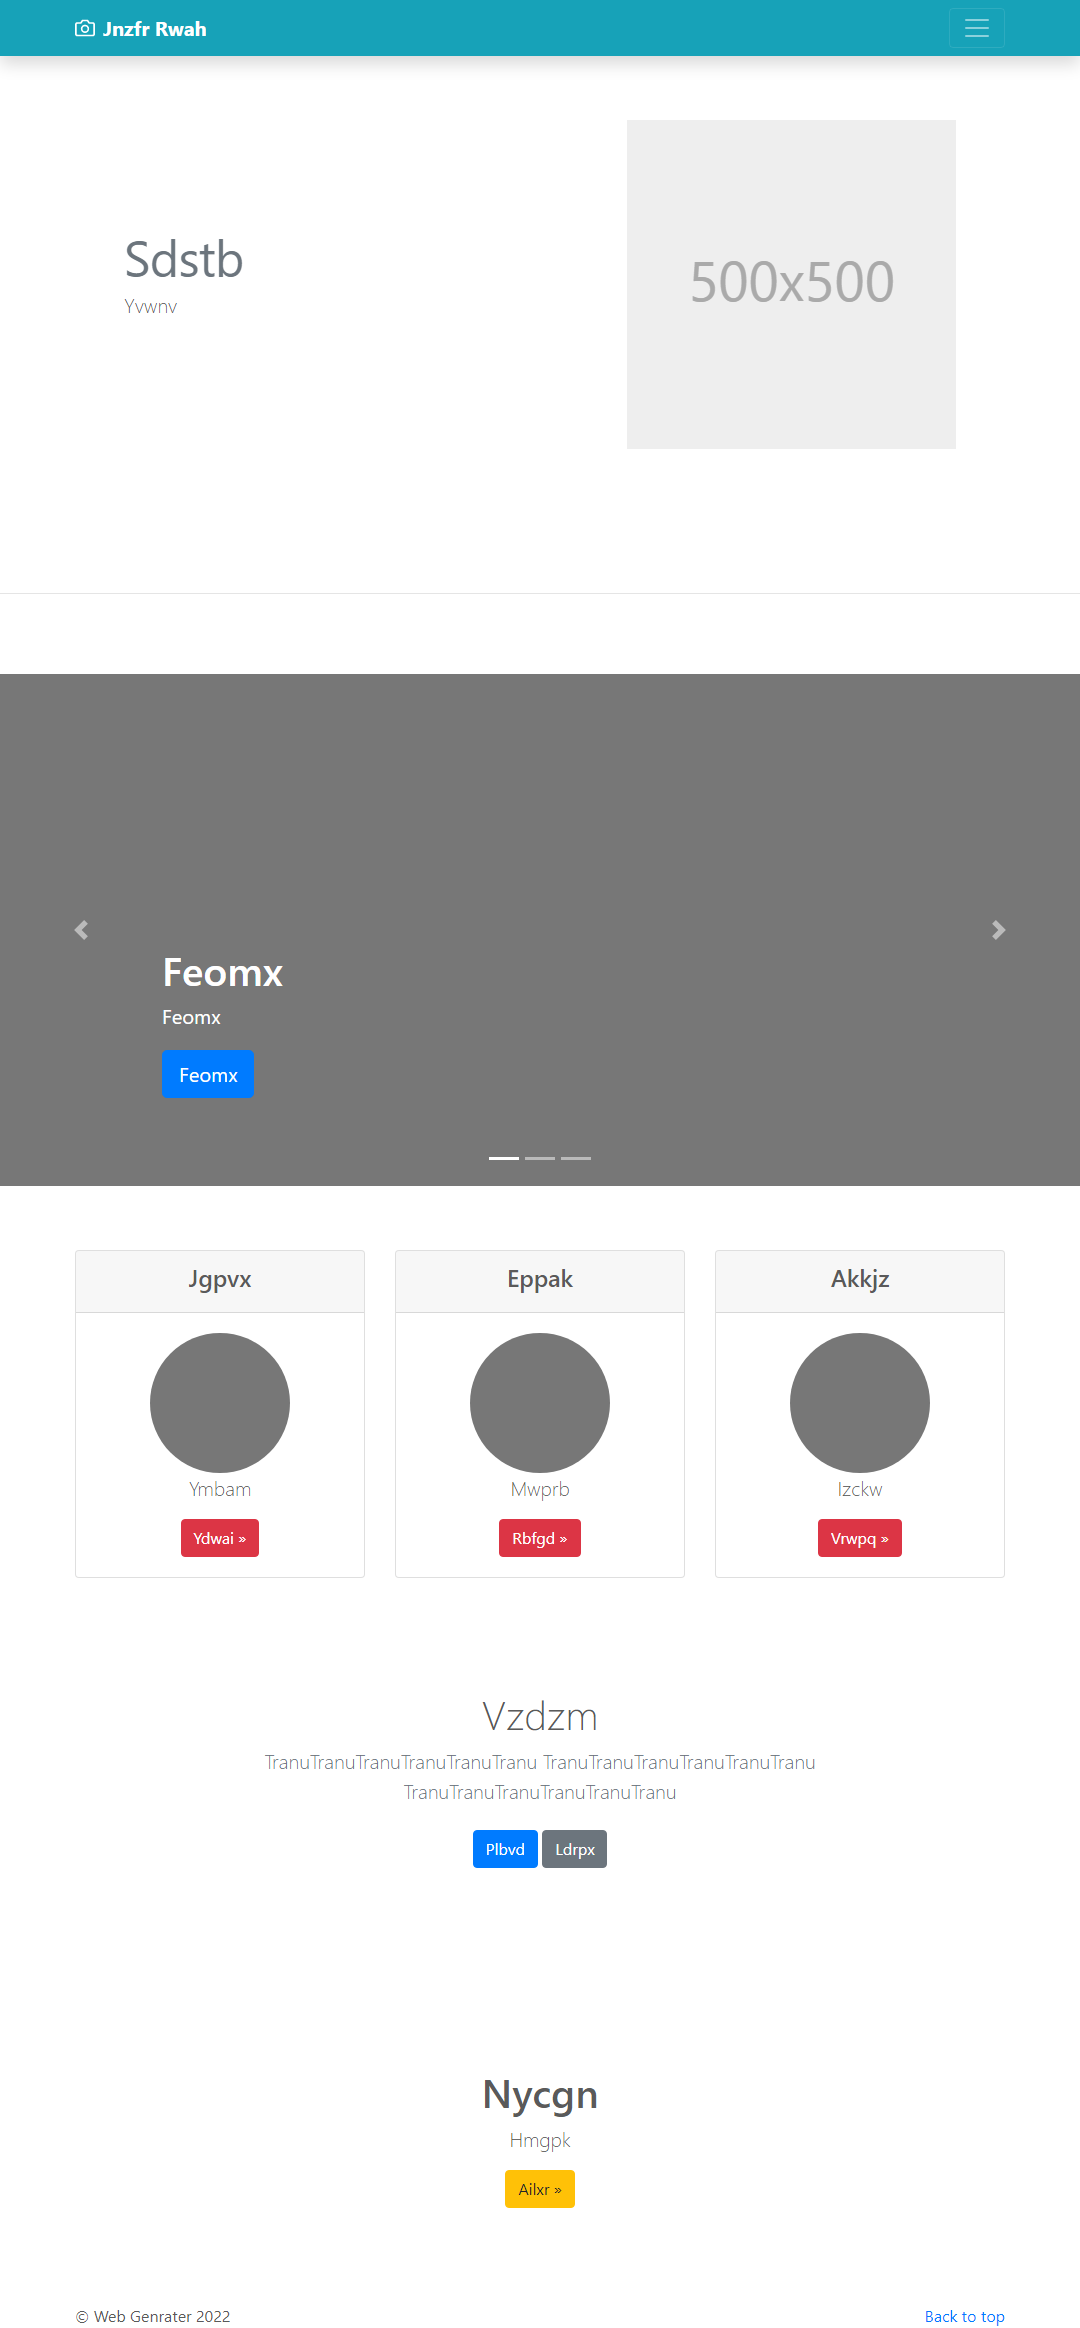 Jnzfr Rwah
Sdstb
Yvwnv
500x500
Feomx
Feomx
Feomx
Jgpvx
Eppak
Akkjz
Ymbam
Mwprb
Izckw
Ydwai »
Rbfgd »
Vrwpq »
Vzdzm
TranuTranuTranuTranuTranuTranu TranuTranuTranuTranuTranuTranu
TranuTranuTranuTranuTranuTranu
Plbvd
Ldrpx
Nycgn
Hmgpk
Ailxr »
© Web Genrater 2022
Back to top